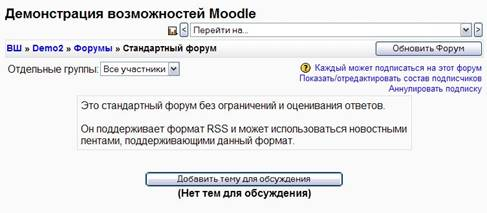 Демонстрация возможностей Moodle
Перейти на...
ВШ » Demo2 » Форумы » Стандартный форум
Обновить Форум
Отдельные группы: Все участники
Каждый может подписаться на этот форум
Показать/отредактировать состав подписчиков
Аннулировать подписку
Это стандартный форум без ограничений и оценивания ответов.
Он поддерживает формат RSS и может использоваться новостными
лентами, поддерживающими данный формат.
Добавить тему для обсуждения
(Нет тем для обсуждения)